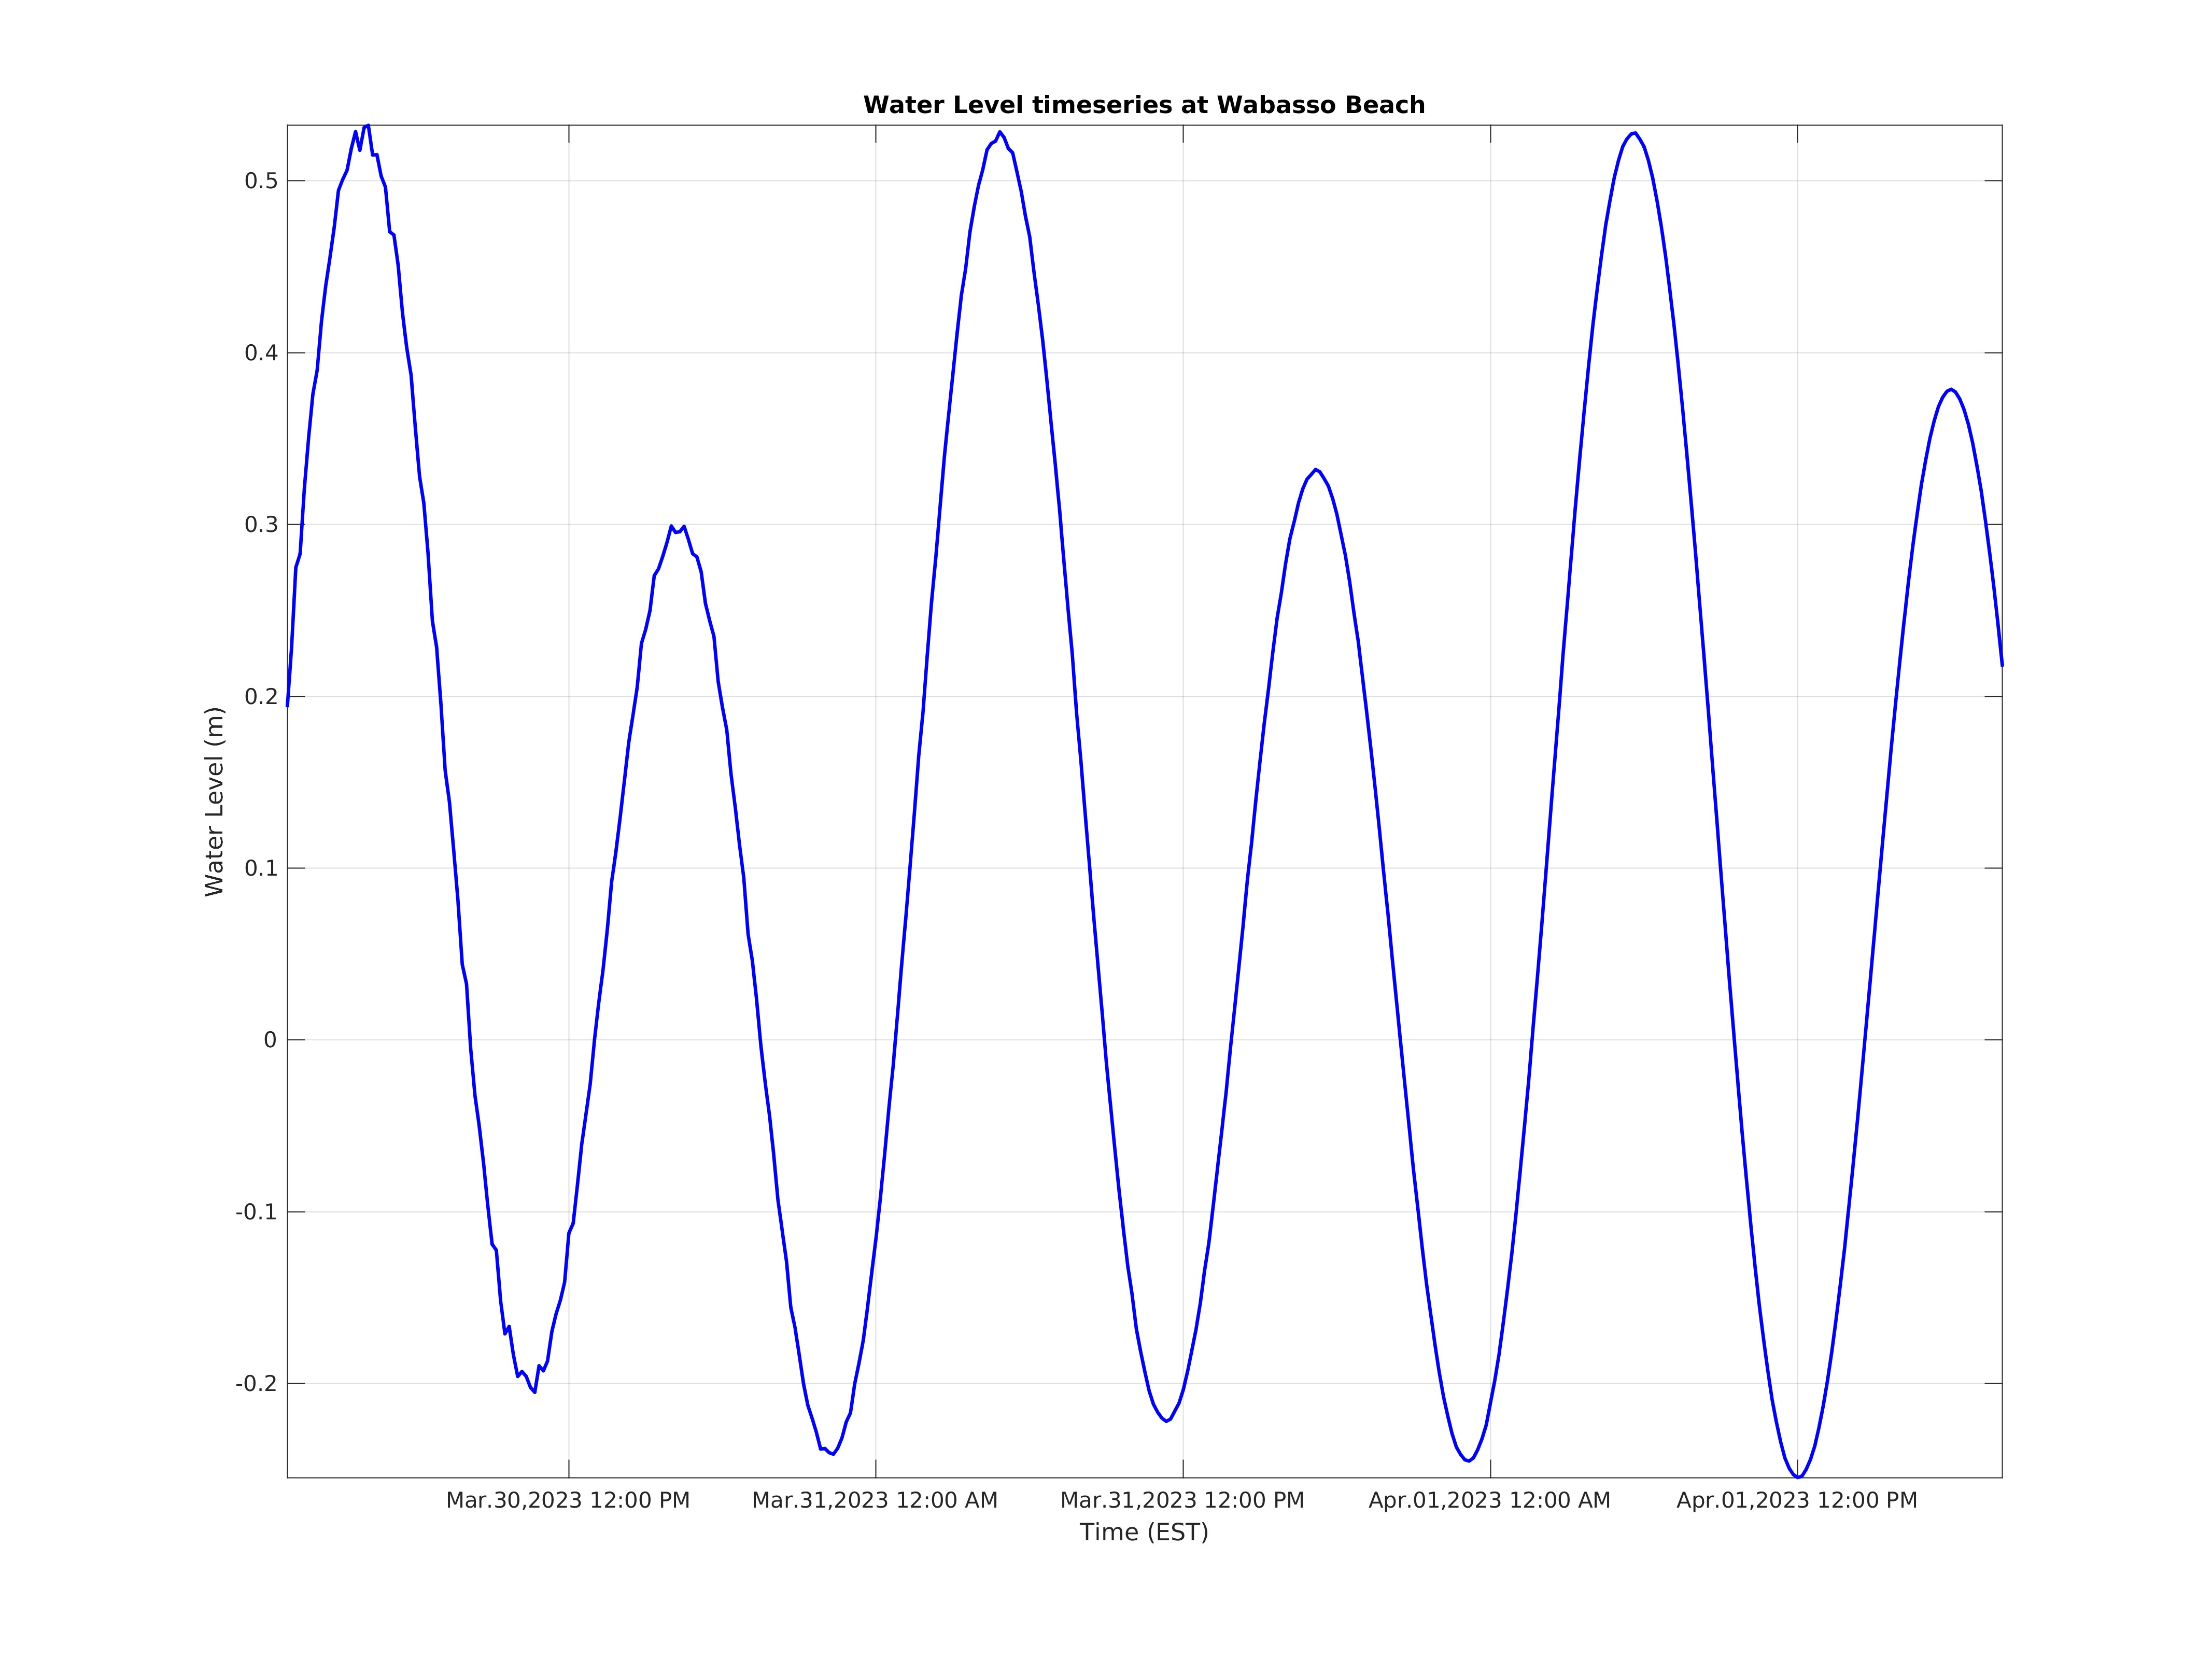 Water Level timeseries at Wabasso Beach
0.5
0.4
0.3
0.2
0.1
0
-0.1
-0.2
Water Level (m)
Mar.30,2023 12:00 PM Mar.31,2023 12:00 AM Mar.31,2023 12:00 PM Apr.01,2023 12:00 AM Apr.01,2023 12:00 PM
Time (EST)